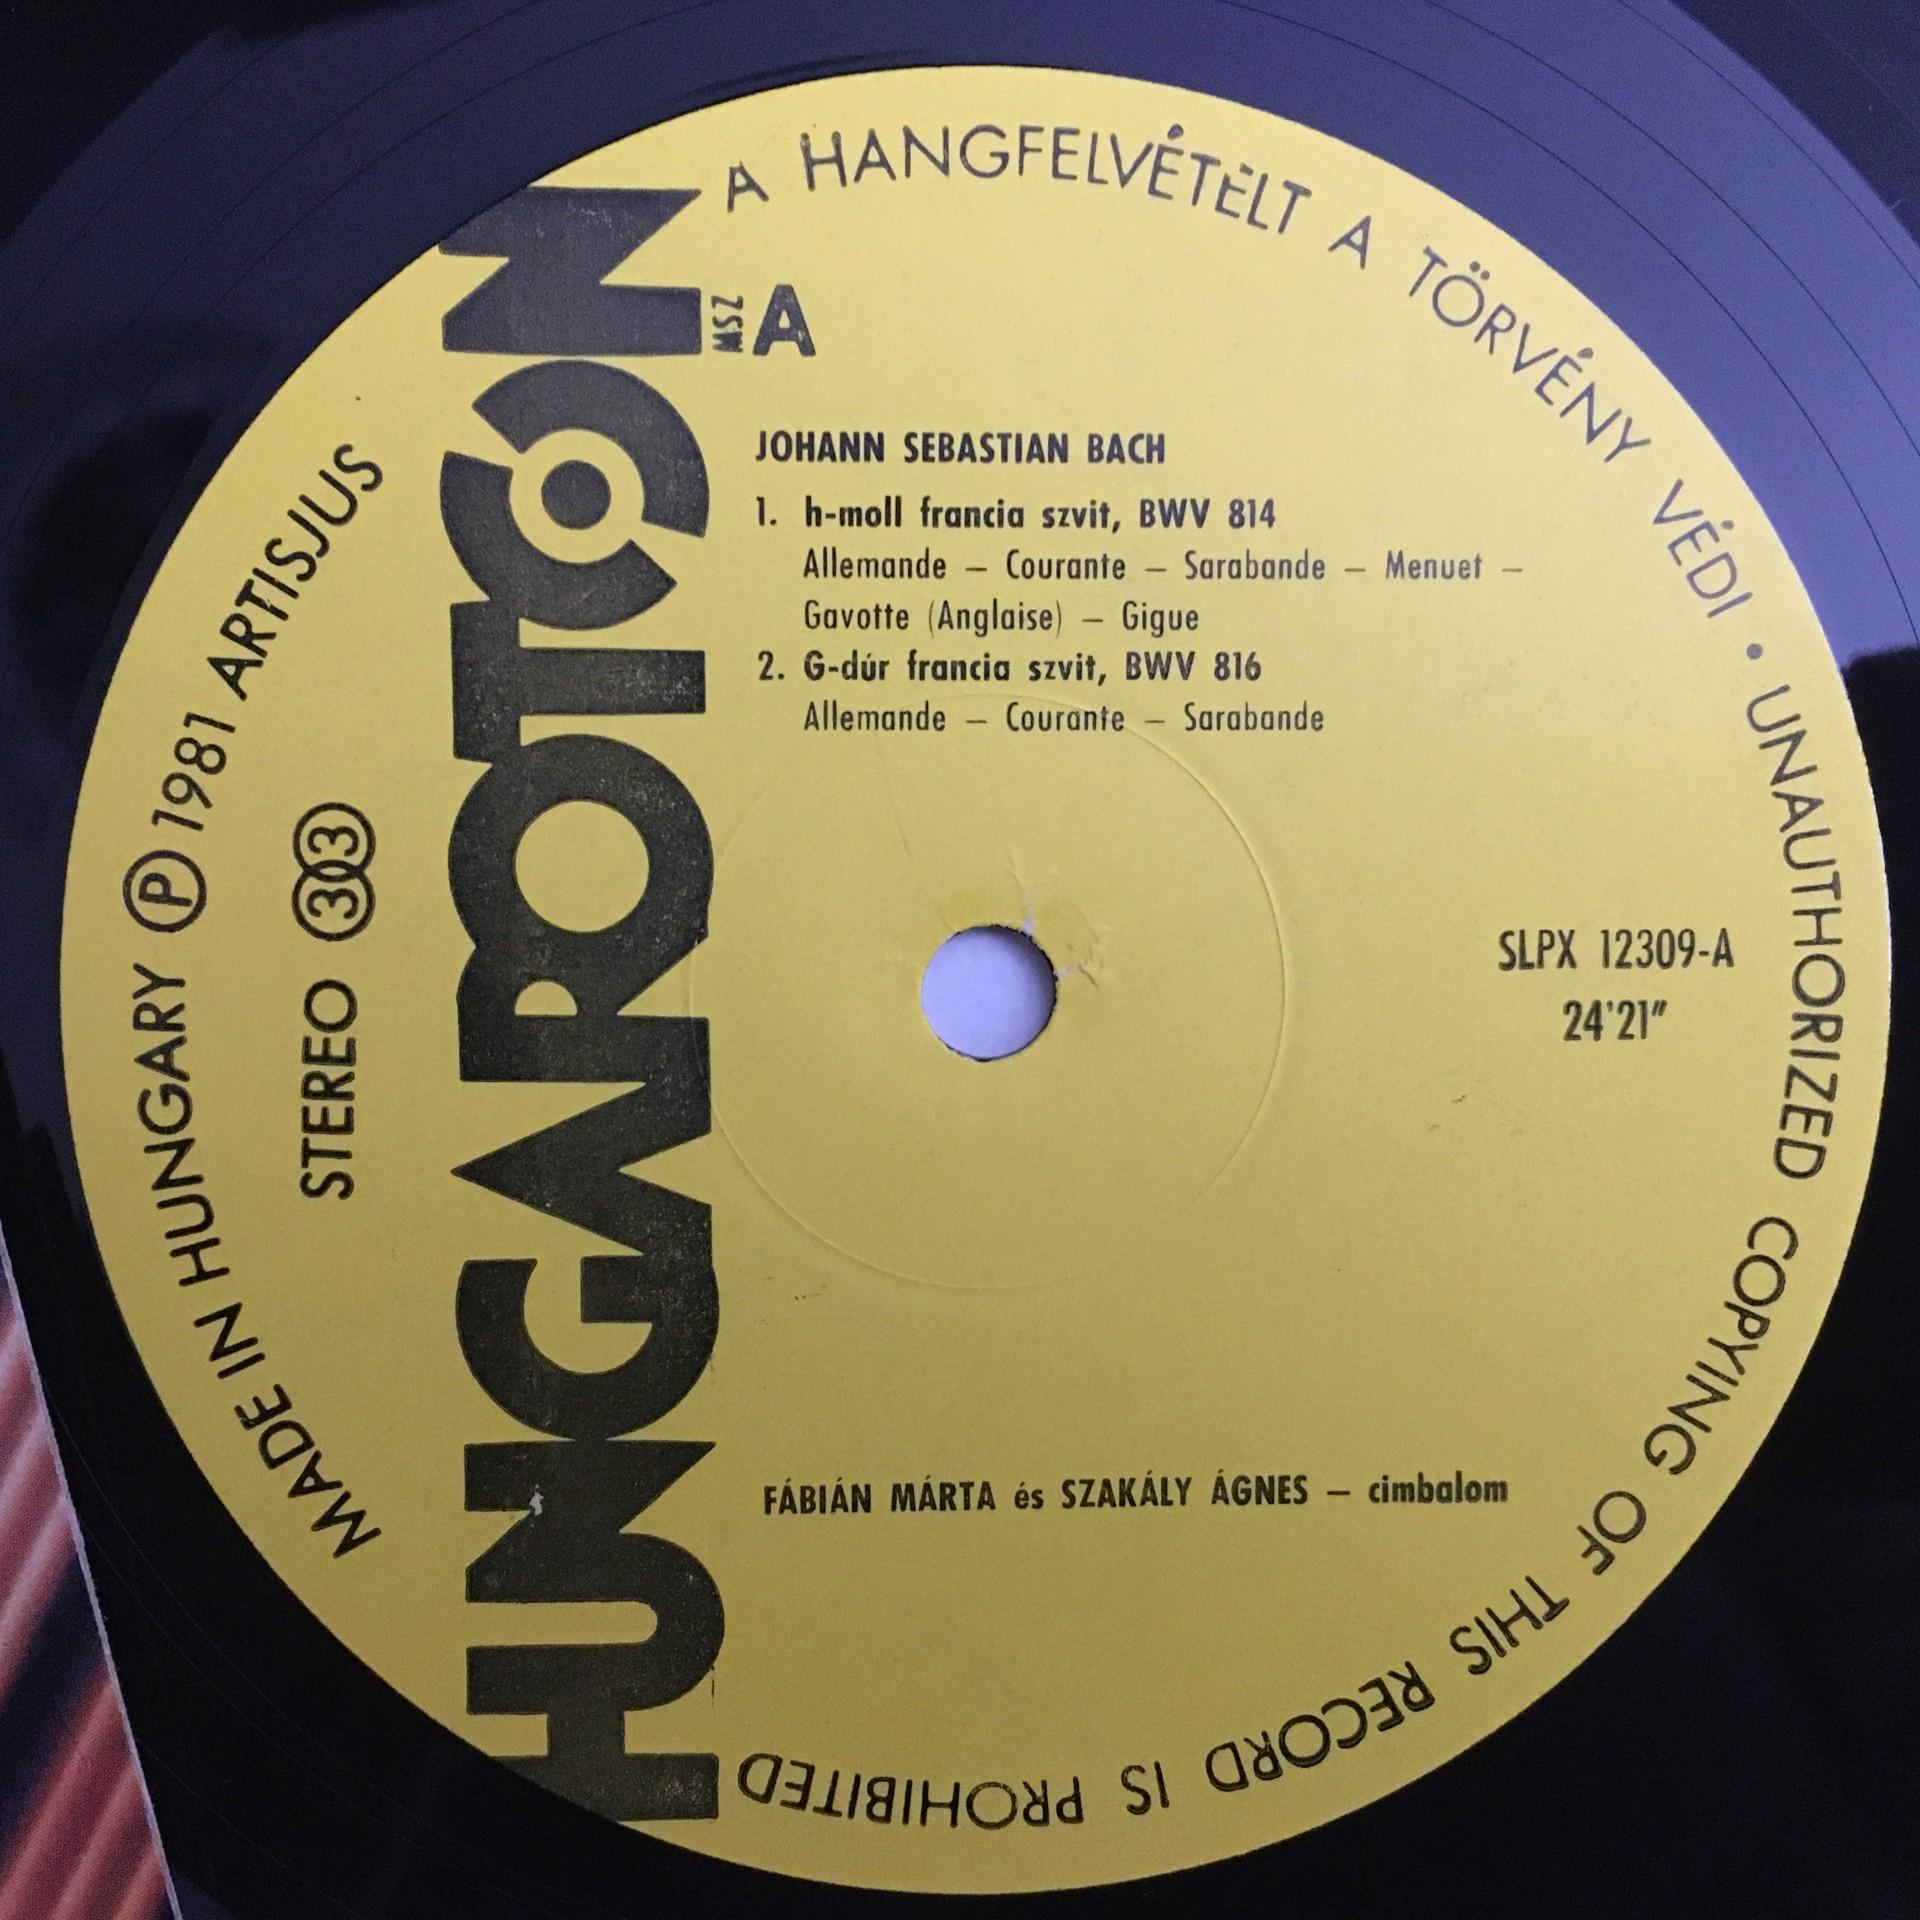 A HANGFELVÉTELT A TÖRVÉNY VÉDI • UNAUTHORIZED COPYING OF THIS RECORD IS PROHIBITED
MADE IN HUNGARY Ⓟ 1981 ARTISJUS
STEREO 33
HUNGAROTON
MSZ
A
JOHANN SEBASTIAN BACH
1. h-moll francia szvit, BWV 814
Allemande – Courante – Sarabande – Menuet –
Gavotte (Anglaise) – Gigue
2. G-dúr francia szvit, BWV 816
Allemande – Courante – Sarabande
SLPX 12309-A
24'21"
FÁBIÁN MÁRTA és SZAKÁLY ÁGNES – cimbalom